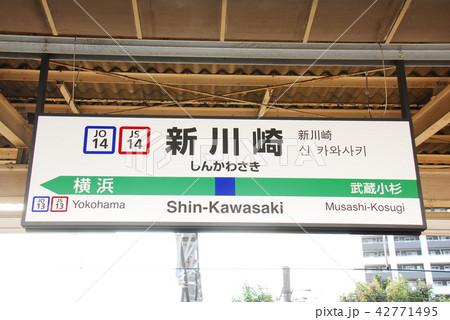 JO 14
JS 14
新川崎
しんかわさき
新川崎
신카와사키
横浜
武蔵小杉
JO 13
JS 13
Yokohama
Shin-Kawasaki
Musashi-Kosugi
pixta.jp - 42771495